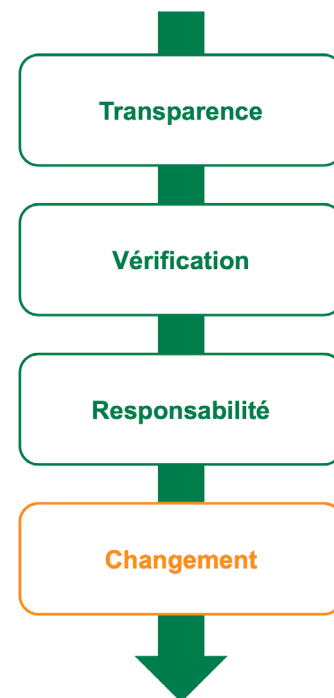 Transparence
Vérification
Responsabilité
Changement